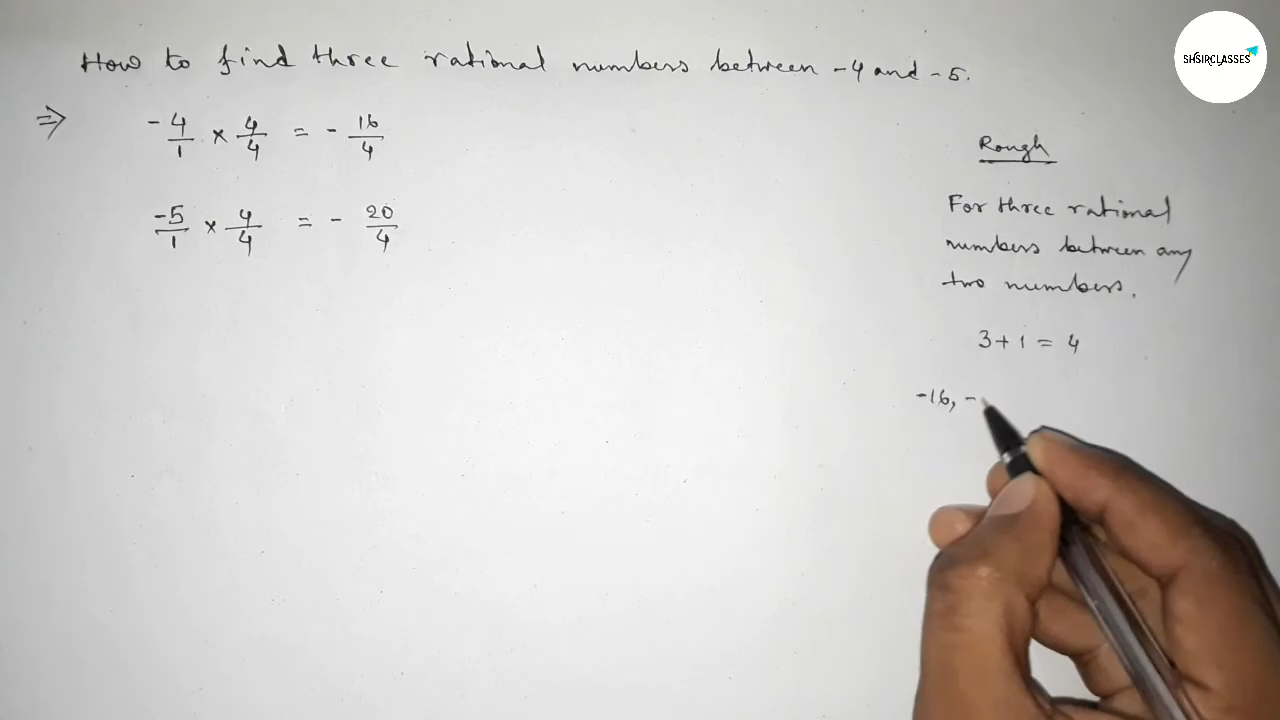 How to find three rational numbers between -4 and -5.
⇒ -4/1 × 4/4 = - 16/4
-5/1 × 4/4 = - 20/4
SHSIRCLASSES
Rough
For three rational
numbers between any
two numbers.
3+1 = 4
-16, -